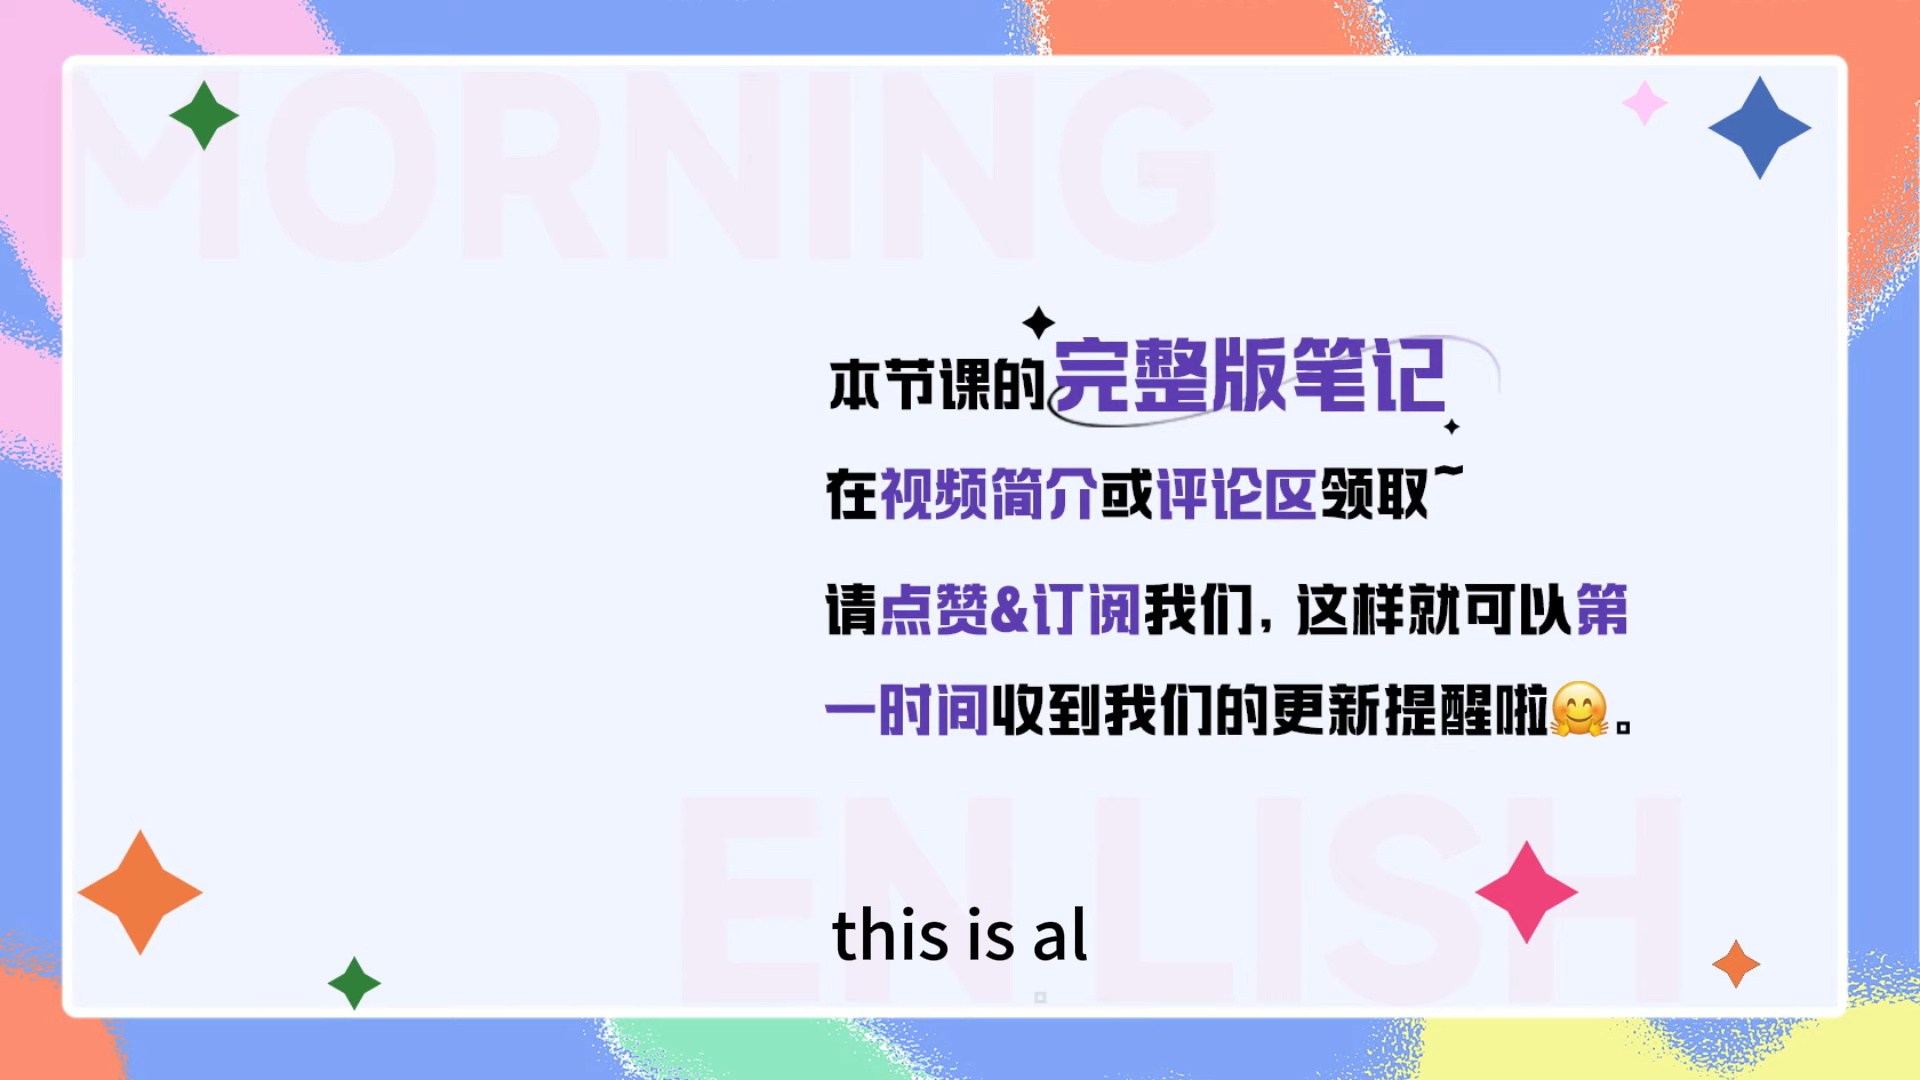 MORNING
本节课的完整版笔记
在视频简介或评论区领取~
请点赞&订阅我们，这样就可以第
一时间收到我们的更新提醒啦🤗。
EN LISH
this is al